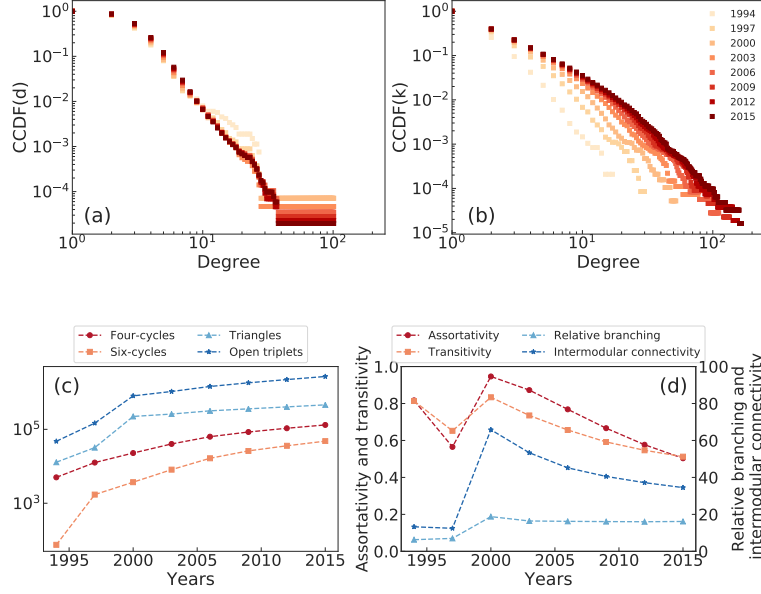 10⁰
10⁻¹
10⁻²
10⁻³
10⁻⁴
CCDF(d)
(a)
10⁰ 10¹ 10²
Degree
10⁰
10⁻¹
10⁻²
10⁻³
10⁻⁴
10⁻⁵
CCDF(k)
(b)
1994
1997
2000
2003
2006
2009
2012
2015
10⁰ 10¹ 10²
Degree
Four-cycles Triangles
Six-cycles Open triplets
(c)
10⁵
10³
1995 2000 2005 2010 2015
Years
Assortativity Relative branching
Transitivity Intermodular connectivity
(d)
Assortativity and transitivity
1.0
0.8
0.6
0.4
0.2
0.0
100
80
60
40
20
0
Relative branching and
intermodular connectivity
1995 2000 2005 2010 2015
Years